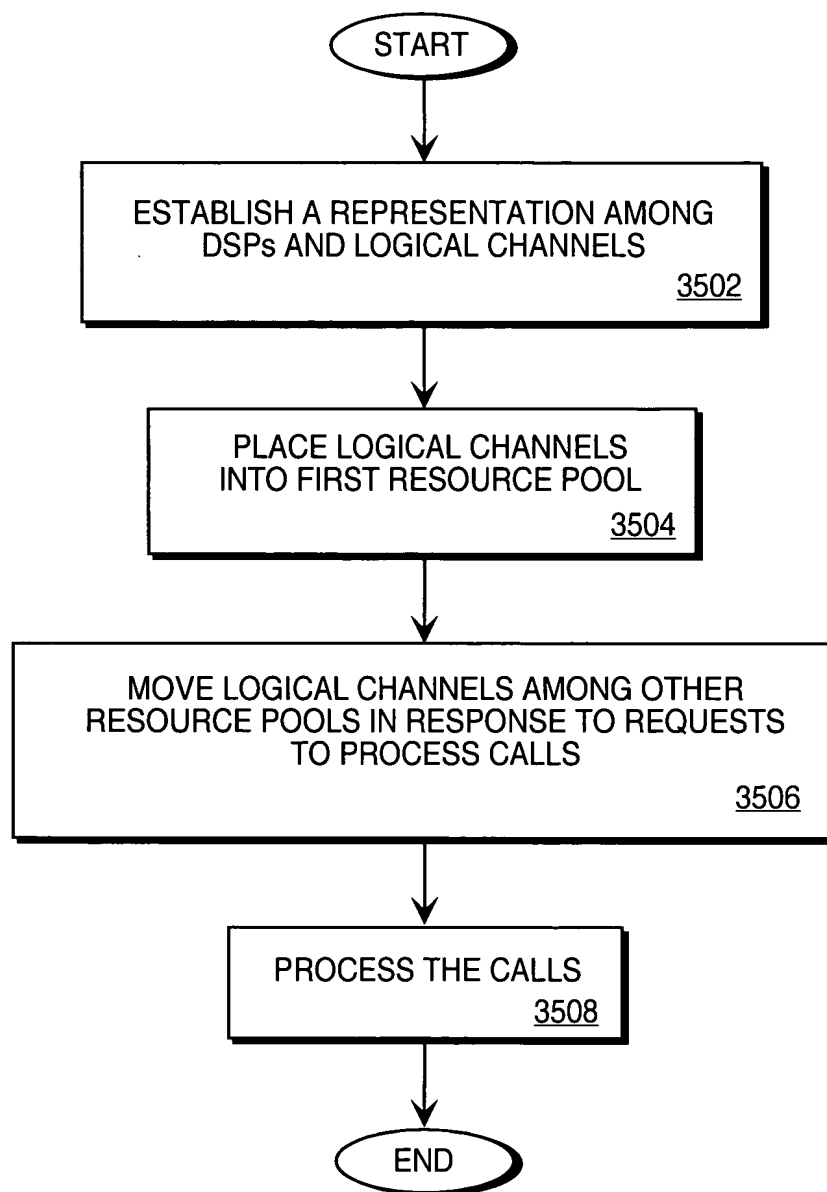 START
ESTABLISH A REPRESENTATION AMONG
DSPs AND LOGICAL CHANNELS
3502
PLACE LOGICAL CHANNELS
INTO FIRST RESOURCE POOL
3504
MOVE LOGICAL CHANNELS AMONG OTHER
RESOURCE POOLS IN RESPONSE TO REQUESTS
TO PROCESS CALLS
3506
PROCESS THE CALLS
3508
END